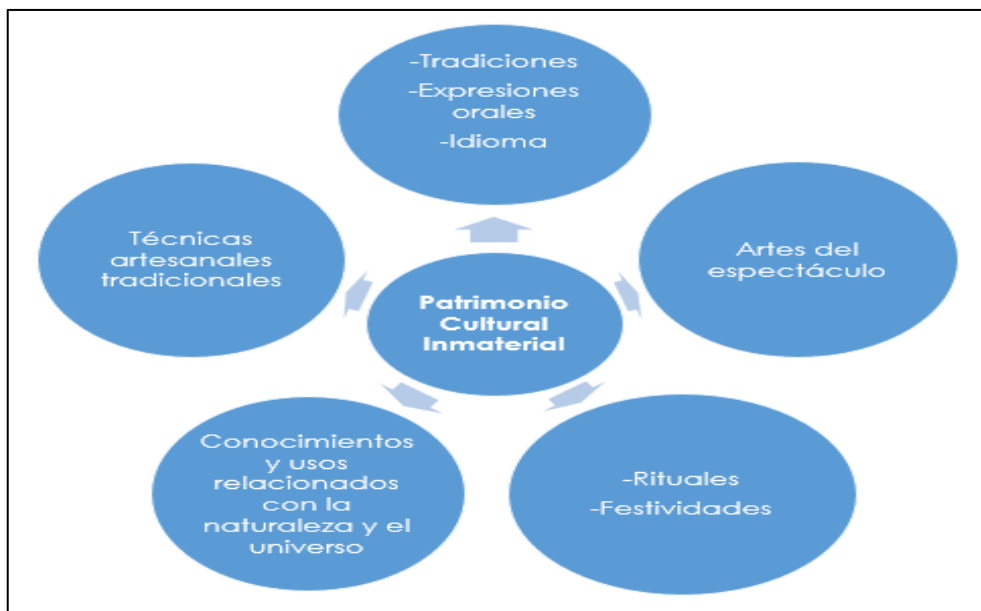 -Tradiciones
-Expresiones
orales
-Idioma
Técnicas
artesanales
tradicionales
Artes del
espectáculo
Patrimonio
Cultural
Inmaterial
Conocimientos
y usos
relacionados
con la
naturaleza y el
universo
-Rituales
-Festividades